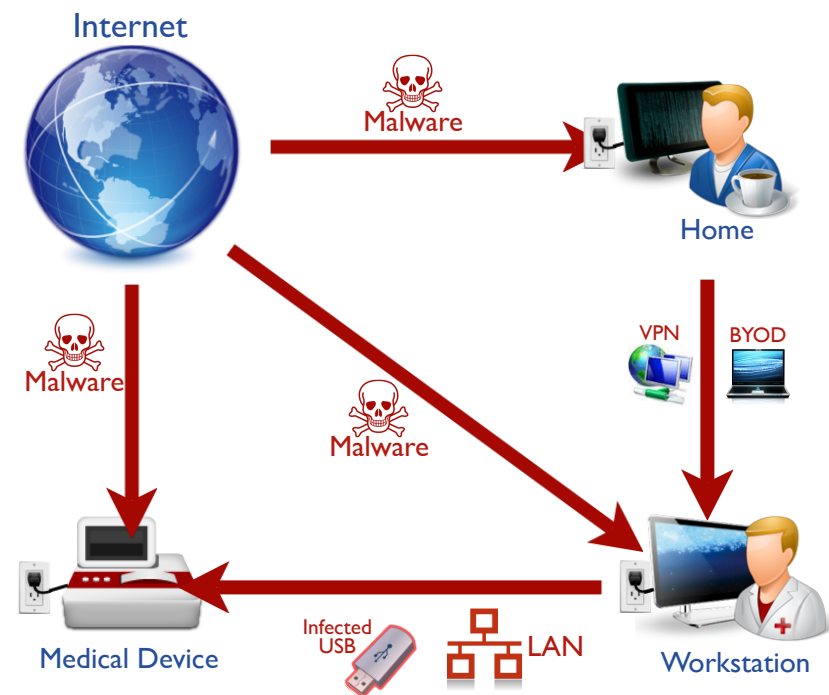 Internet
Malware
Home
VPN
BYOD
Malware
Malware
Infected
USB
LAN
Medical Device
Workstation